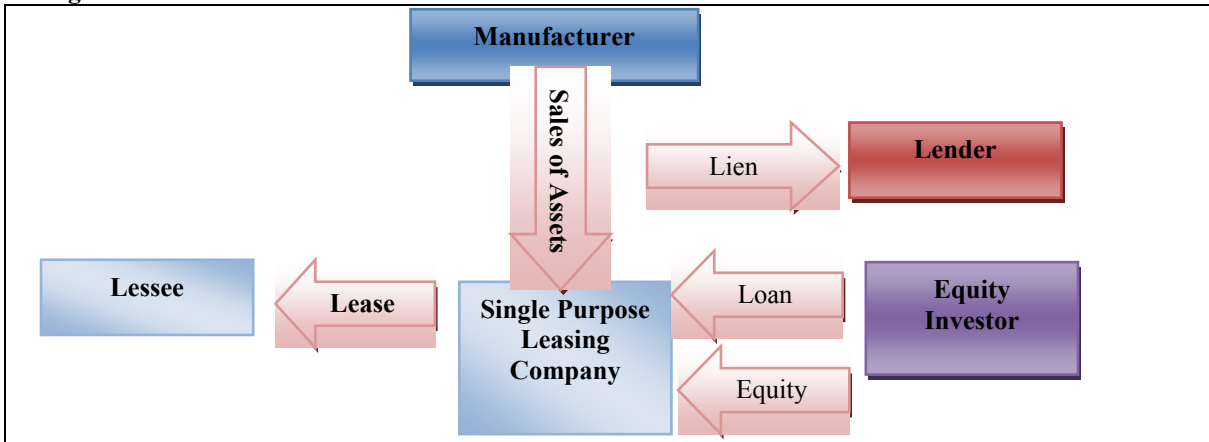 Manufacturer
Sales of Assets
Lien
Lender
Lessee
Lease
Single Purpose
Leasing
Company
Loan
Equity
Equity
Investor